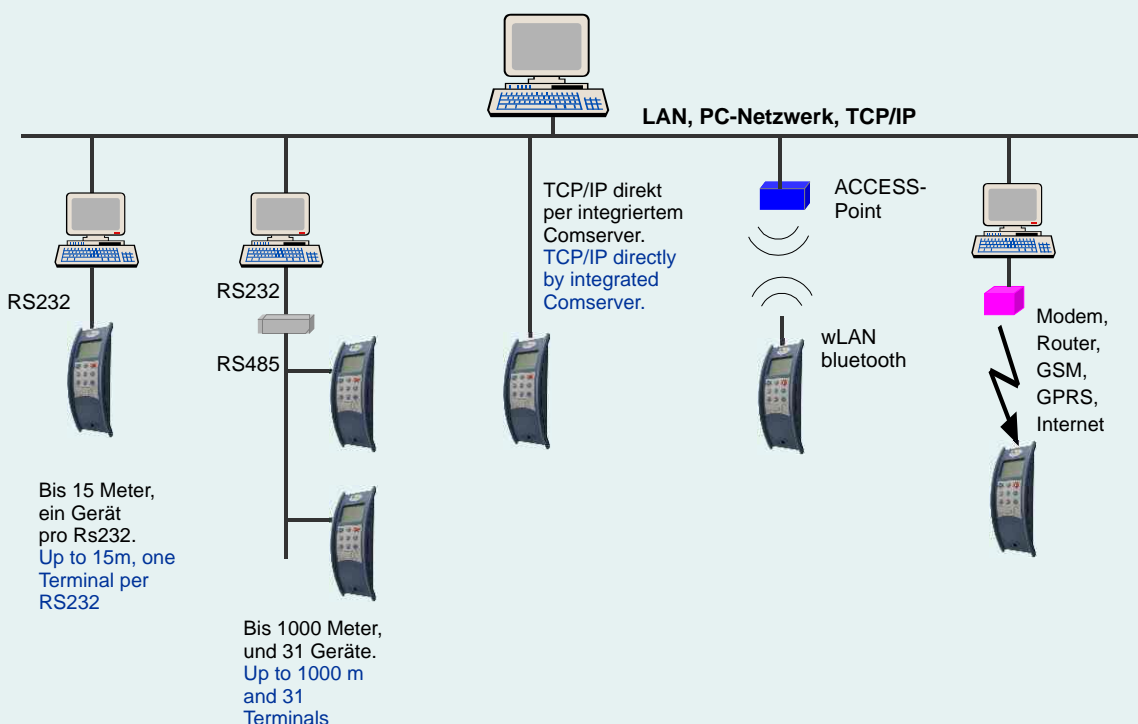 LAN, PC-Netzwerk, TCP/IP
RS232
Bis 15 Meter,
ein Gerät
pro Rs232.
Up to 15m, one
Terminal per
RS232
RS232
RS485
Bis 1000 Meter,
und 31 Geräte.
Up to 1000 m
and 31
Terminals
TCP/IP direkt
per integriertem
Comserver.
TCP/IP directly
by integrated
Comserver.
ACCESS-
Point
wLAN
bluetooth
Modem,
Router,
GSM,
GPRS,
Internet